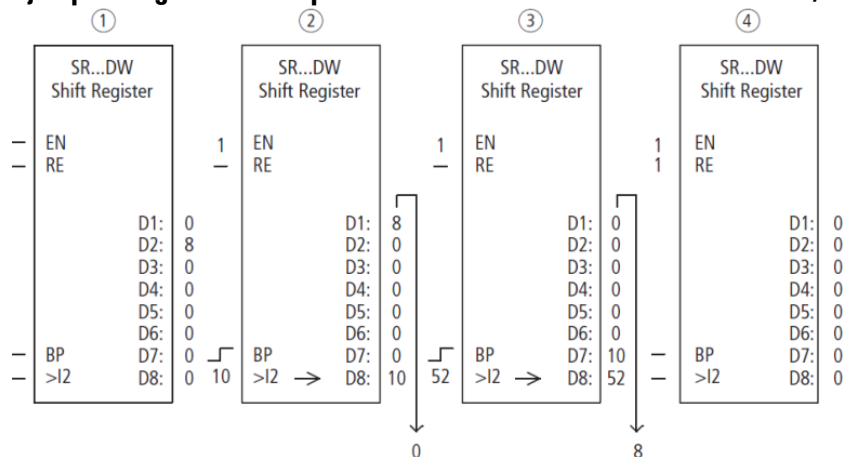 ① ② ③ ④
SR...DW SR...DW SR...DW SR...DW
Shift Register Shift Register Shift Register Shift Register
– EN 1 EN 1 EN 1 EN
– RE – RE – RE 1 RE
D1: 0 D1: 8 D1: 0 D1: 0
D2: 8 D2: 0 D2: 0 D2: 0
D3: 0 D3: 0 D3: 0 D3: 0
D4: 0 D4: 0 D4: 0 D4: 0
D5: 0 D5: 0 D5: 0 D5: 0
D6: 0 D6: 0 D6: 0 D6: 0
– BP D7: 0 BP D7: 0 BP D7: 10 – BP D7: 0
– >I2 D8: 0 10 >I2 → D8: 10 52 >I2 → D8: 52 – >I2 D8: 0
0 8